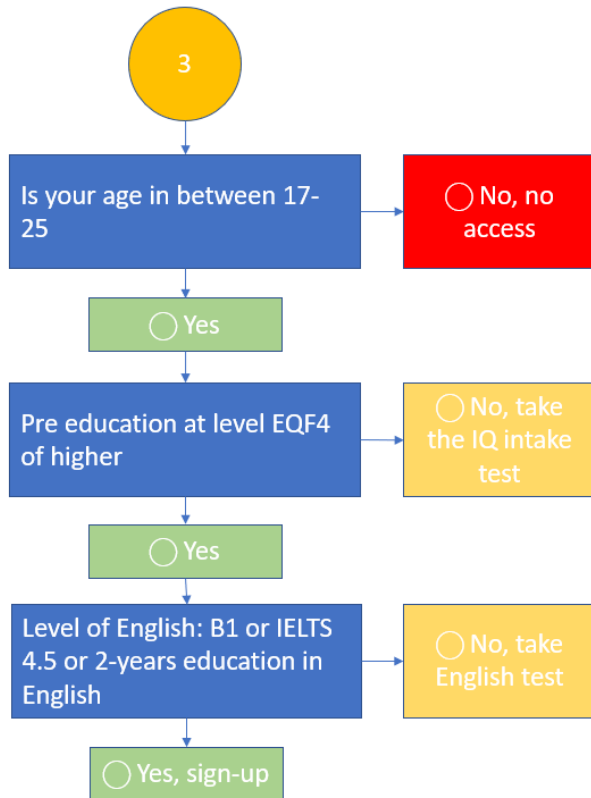 3
Is your age in between 17-
25
◯ No, no
access
◯ Yes
Pre education at level EQF4
of higher
◯ No, take
the IQ intake
test
◯ Yes
Level of English: B1 or IELTS
4.5 or 2-years education in
English
◯ No, take
English test
◯ Yes, sign-up